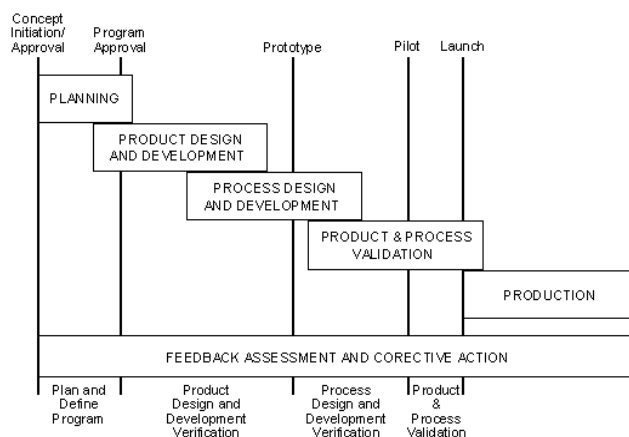 Concept
Initiation/
Approval
Program
Approval
Prototype
Pilot
Launch
PLANNING
PRODUCT DESIGN
AND DEVELOPMENT
PROCESS DESIGN
AND DEVELOPMENT
PRODUCT & PROCESS
VALIDATION
PRODUCTION
FEEDBACK ASSESSMENT AND CORECTIVE ACTION
Plan and
Define
Program
Product
Design and
Development
Verification
Process
Design and
Development
Verification
Product
&
Process
Validation